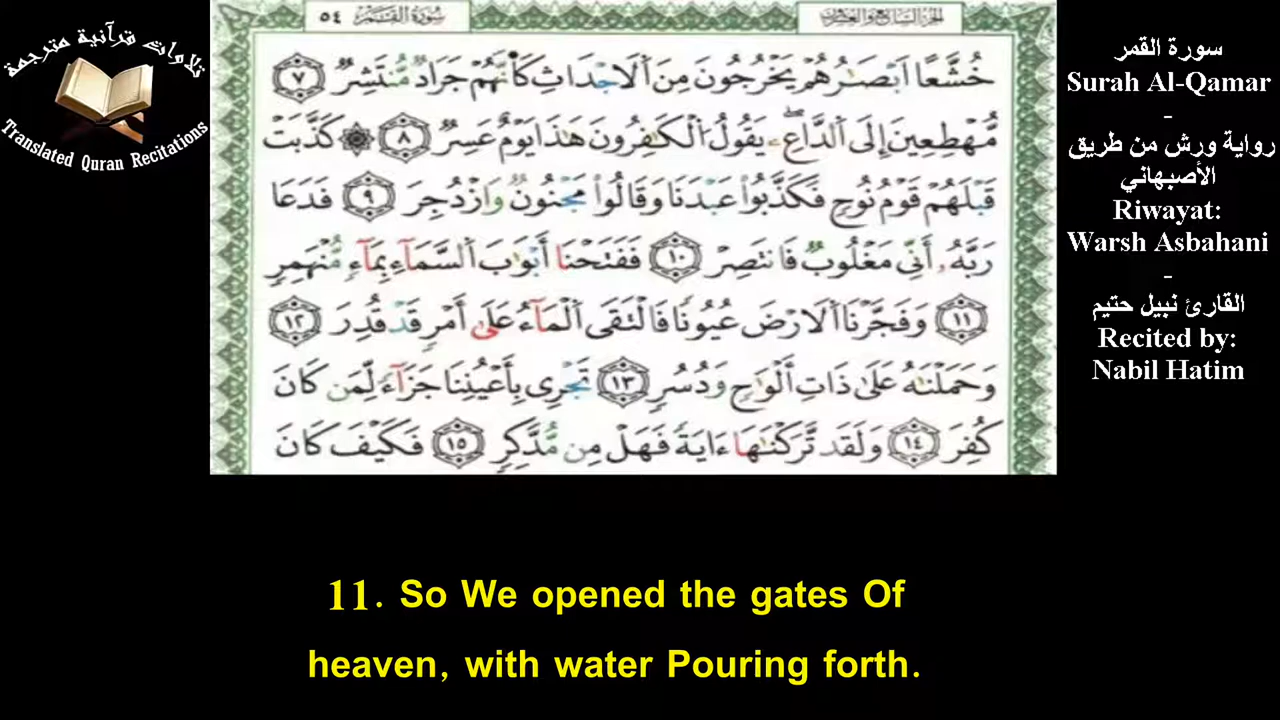 تلاوات قرآنية مترجمة
Translated Quran Recitations
سورة القمر ٥٤
الجزء السابع والعشرون
خُشَّعًا اَبْصَٰرُهُمْ يَخْرُجُونَ مِنَ اَ۬لَاجْدَاثِ كَأَنَّهُمْ جَرَادٌ مُّنتَشِرٌ ٧
مُّهْطِعِينَ إِلَى اَ۬لدَّاعِۦ يَقُولُ اُ۬لْكَٰفِرُونَ هَٰذَا يَوْمٌ عَسِرٌ ٨ ۞ كَذَّبَتْ
قَبْلَهُمْ قَوْمُ نُوحٍ فَكَذَّبُواْ عَبْدَنَا وَقَالُواْ مَجْنُونٌ وَازْدُجِرَ ٩ فَدَعَا
رَبَّهُۥ أَنِّي مَغْلُوبٌ فَانتَصِرْ ١٠ فَفَتَحْنَا أَبْوَٰبَ اَ۬لسَّمَآءِ بِمَآءٍ مُّنْهَمِرٍ
١١ وَفَجَّرْنَا اَ۬لَارْضَ عُيُونًا فَالْتَقَى اَ۬لْمَآءُ عَلَىٰ أَمْرٍ قَدْ قُدِرَ ١٢
وَحَمَلْنَٰهُ عَلَىٰ ذَاتِ أَلْوَٰحٍ وَدُسُرٍ ١٣ تَجْرِي بِأَعْيُنِنَا جَزَآءً لِّمَن كَانَ
كُفِرَ ١٤ وَلَقَد تَّرَكْنَٰهَا ءَايَةً فَهَلْ مِن مُّدَّكِرٍ ١٥ فَكَيْفَ كَانَ
سورة القمر
Surah Al-Qamar
-
رواية ورش من طريق
الأصبهاني
Riwayat:
Warsh Asbahani
-
القارئ نبيل حتيم
Recited by:
Nabil Hatim
11. So We opened the gates Of
heaven, with water Pouring forth.